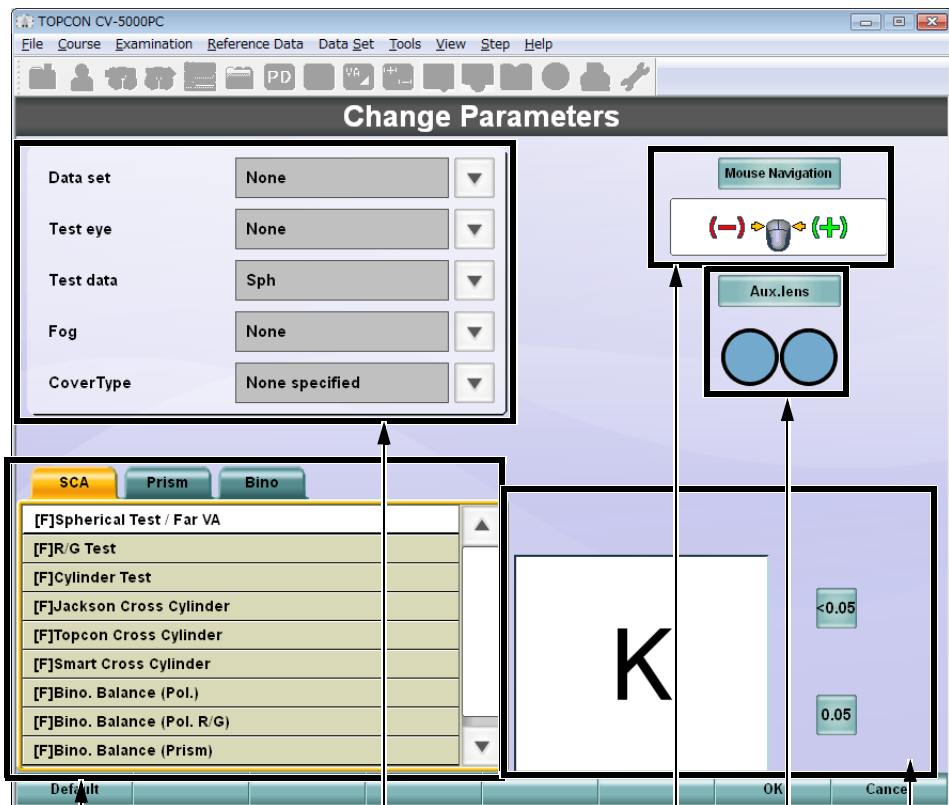 TOPCON CV-5000PC
File Course Examination Reference Data Data Set Tools View Step Help
PD VA
Change Parameters
Data set None
Test eye None
Test data Sph
Fog None
CoverType None specified
Mouse Navigation
(−) (+)
Aux.lens
SCA Prism Bino
[F]Spherical Test / Far VA
[F]R/G Test
[F]Cylinder Test
[F]Jackson Cross Cylinder
[F]Topcon Cross Cylinder
[F]Smart Cross Cylinder
[F]Bino. Balance (Pol.)
[F]Bino. Balance (Pol. R/G)
[F]Bino. Balance (Prism)
K
<0.05
0.05
Default OK Cancel